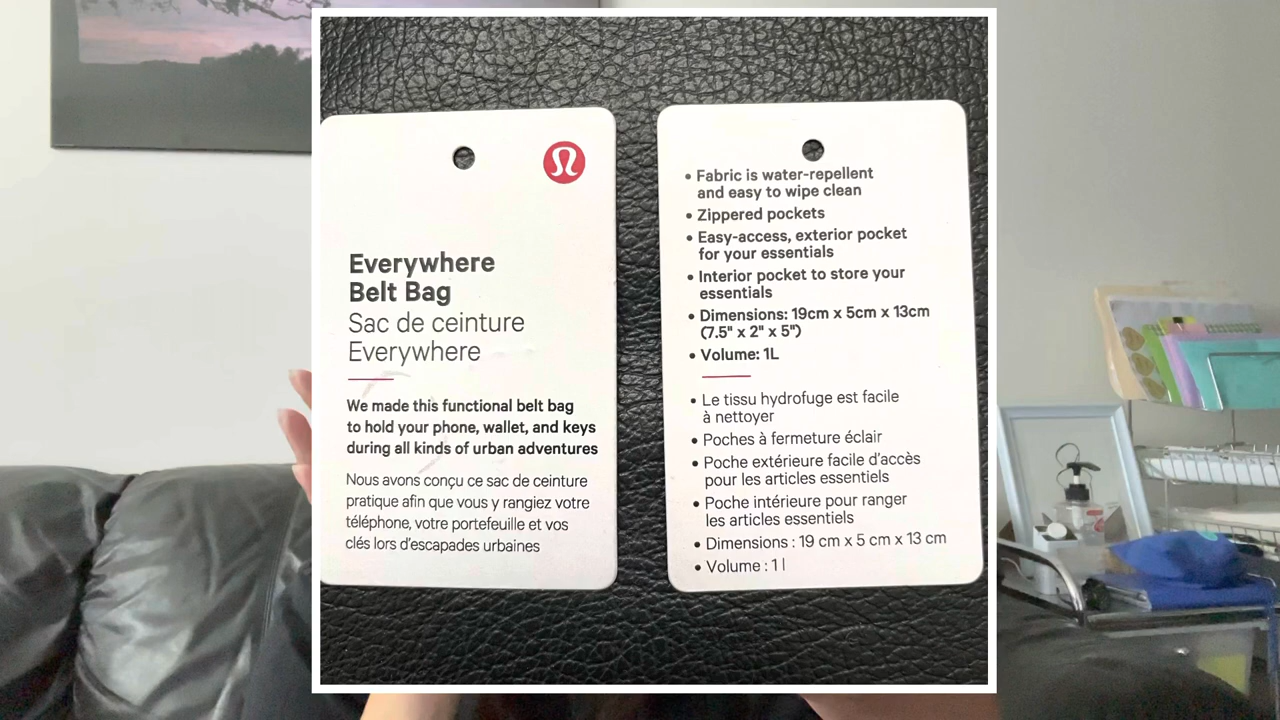 Everywhere
Belt Bag
Sac de ceinture
Everywhere
We made this functional belt bag
to hold your phone, wallet, and keys
during all kinds of urban adventures
Nous avons conçu ce sac de ceinture
pratique afin que vous y rangiez votre
téléphone, votre portefeuille et vos
clés lors d'escapades urbaines
• Fabric is water-repellent
and easy to wipe clean
• Zippered pockets
• Easy-access, exterior pocket
for your essentials
• Interior pocket to store your
essentials
• Dimensions: 19cm x 5cm x 13cm
(7.5" x 2" x 5")
• Volume: 1L
• Le tissu hydrofuge est facile
à nettoyer
• Poches à fermeture éclair
• Poche extérieure facile d'accès
pour les articles essentiels
• Poche intérieure pour ranger
les articles essentiels
• Dimensions : 19 cm x 5 cm x 13 cm
• Volume : 1 l